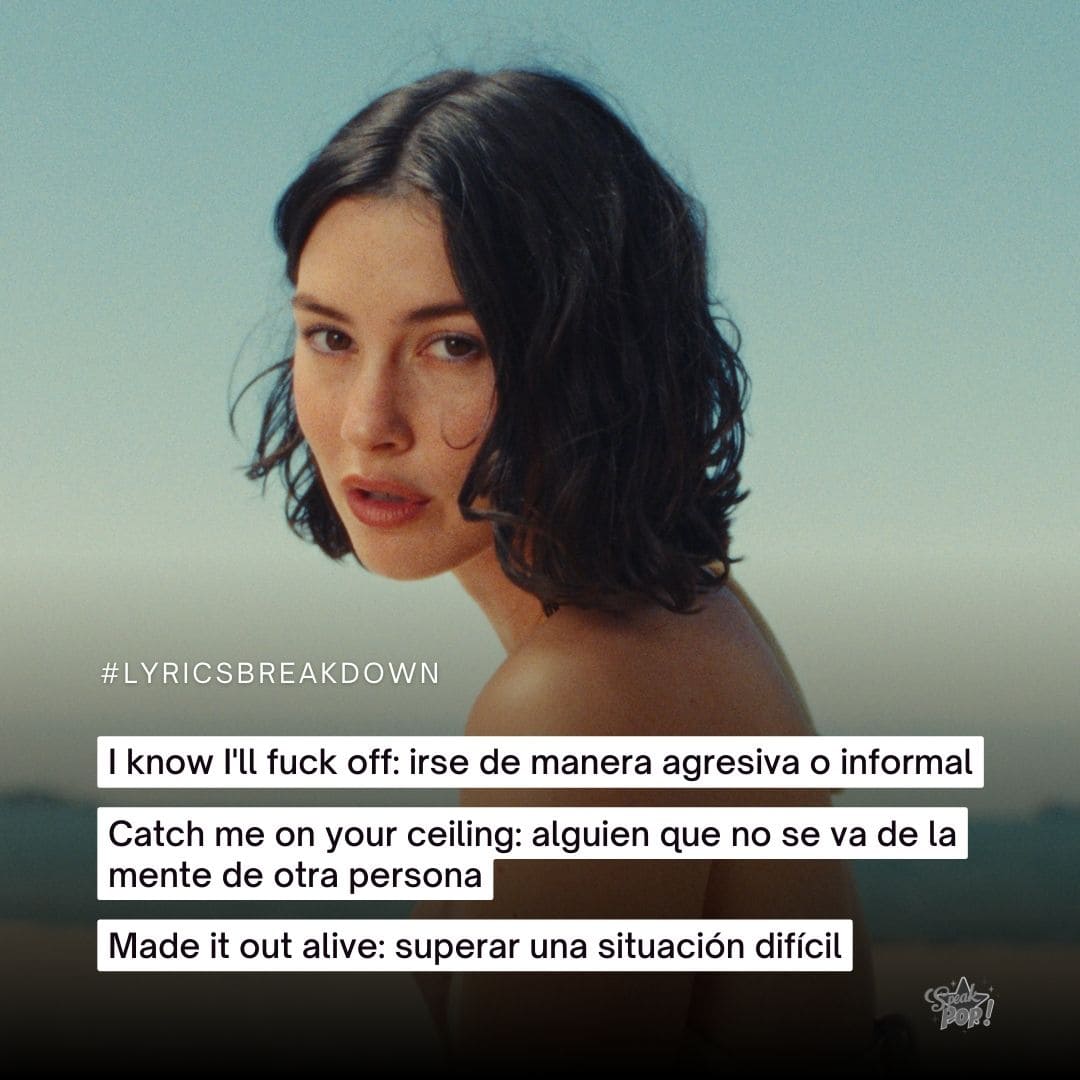 #LYRICSBREAKDOWN
I know I'll fuck off: irse de manera agresiva o informal
Catch me on your ceiling: alguien que no se va de la
mente de otra persona
Made it out alive: superar una situación difícil
Speak
POP!